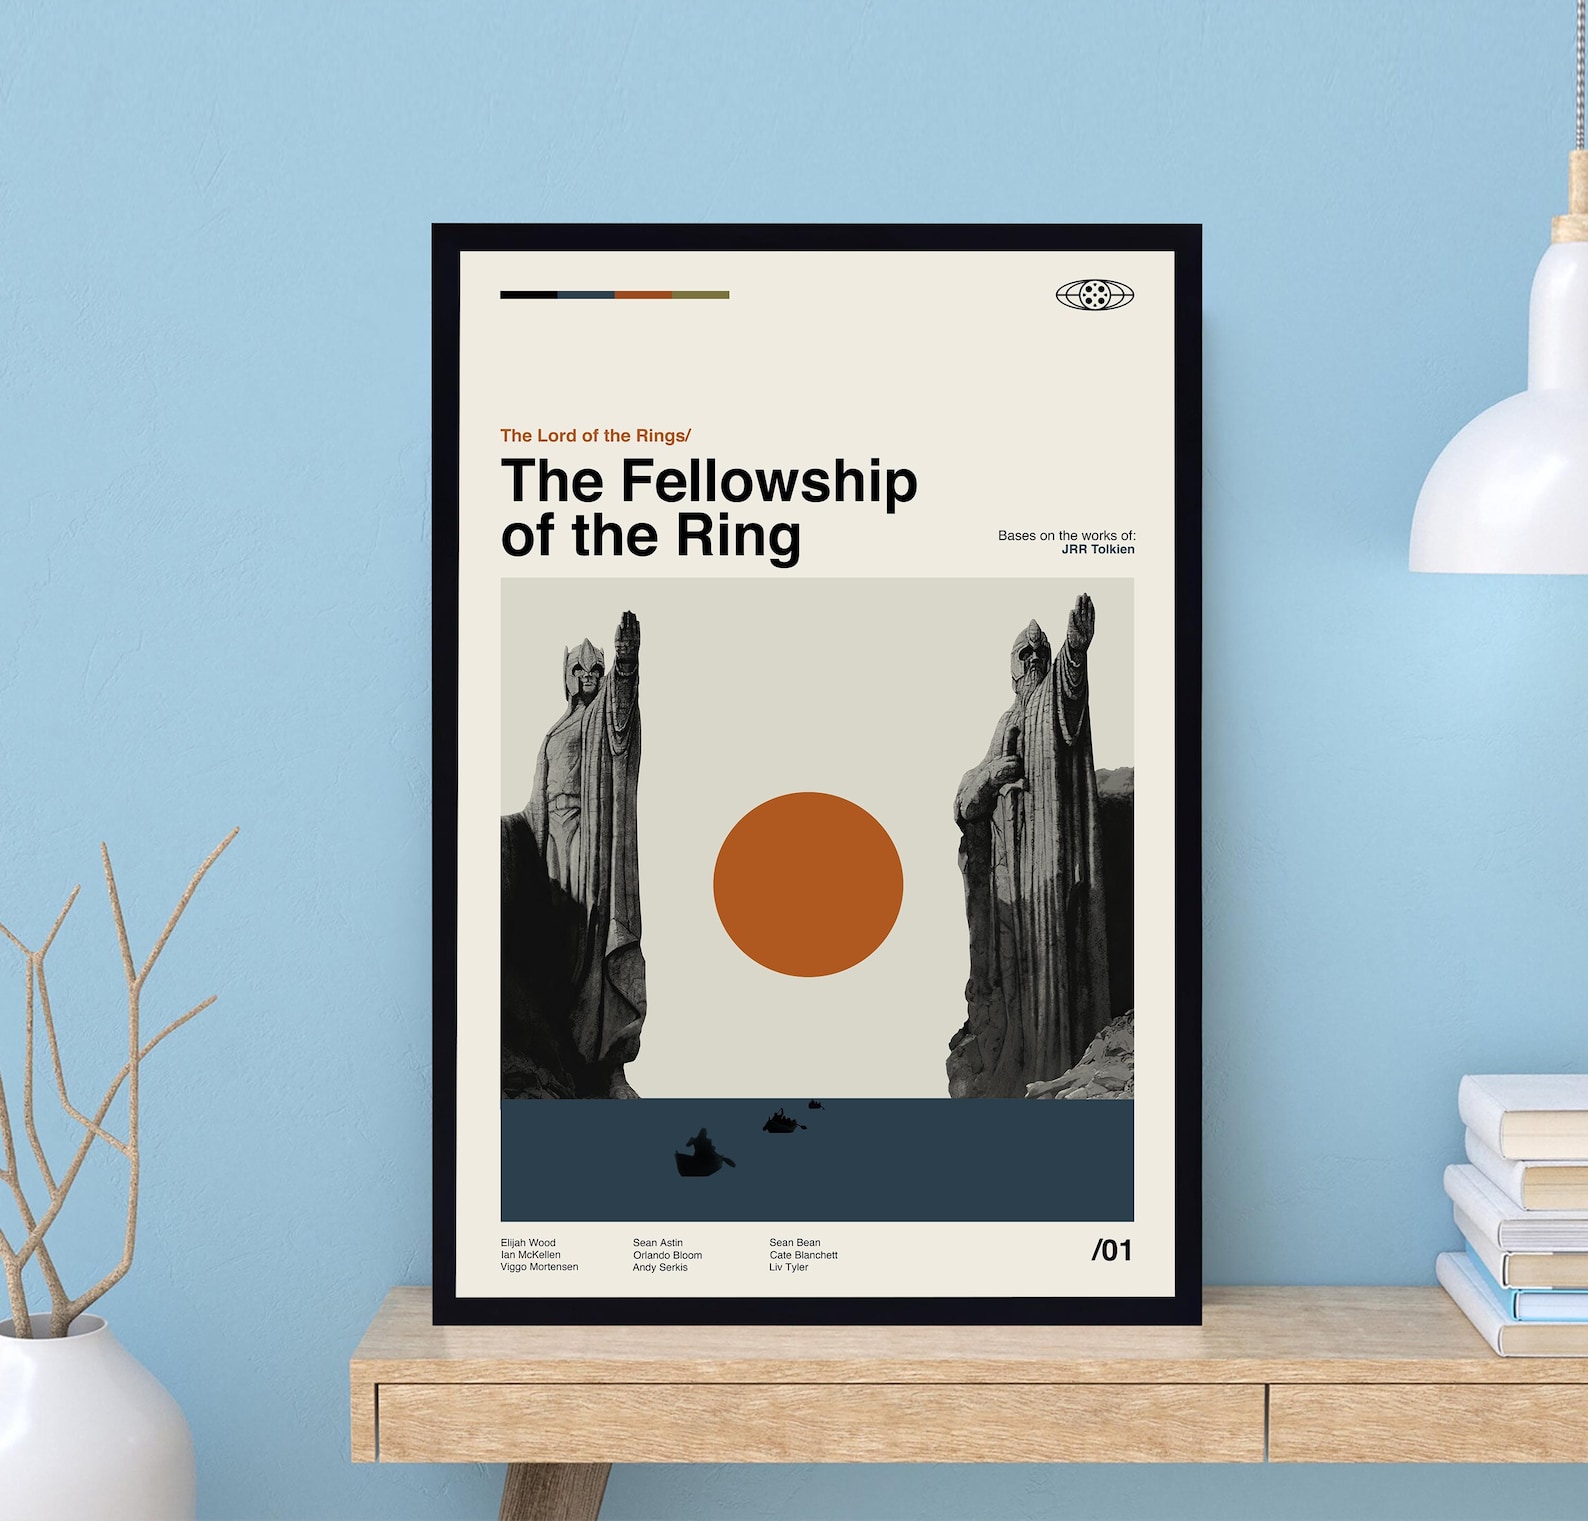 The Lord of the Rings/
The Fellowship
of the Ring
Bases on the works of:
JRR Tolkien
Elijah Wood
Ian McKellen
Viggo Mortensen
Sean Astin
Orlando Bloom
Andy Serkis
Sean Bean
Cate Blanchett
Liv Tyler
/01